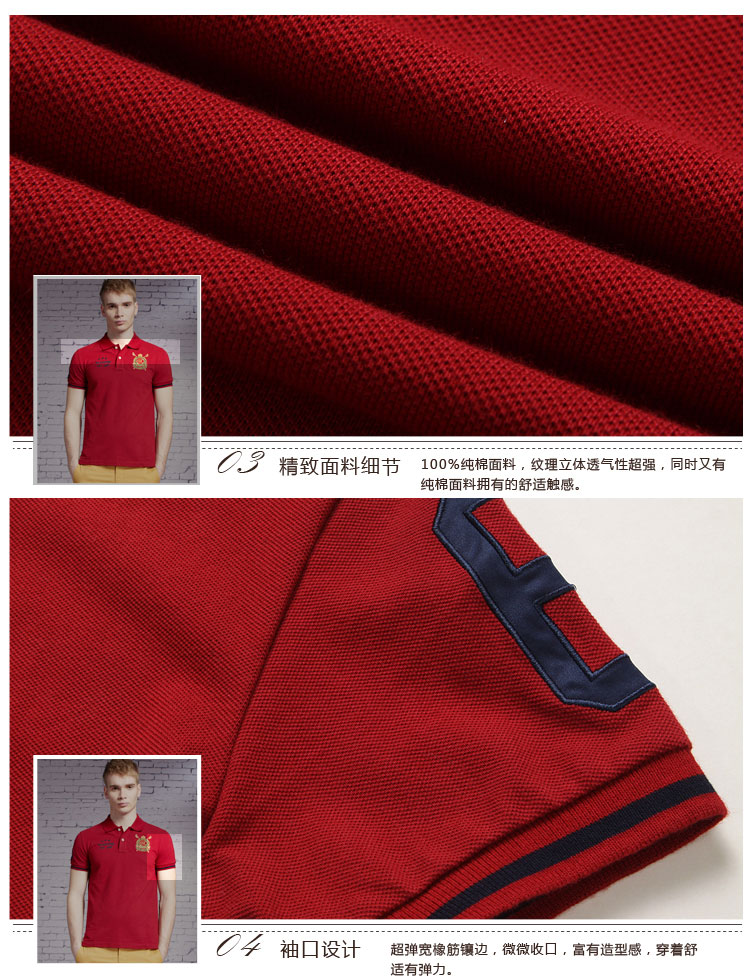 03 精致面料细节
100%纯棉面料，纹理立体透气性超强，同时又有
纯棉面料拥有的舒适触感。
04 袖口设计
超弹宽橡筋镶边，微微收口，富有造型感，穿着舒
适有弹力。